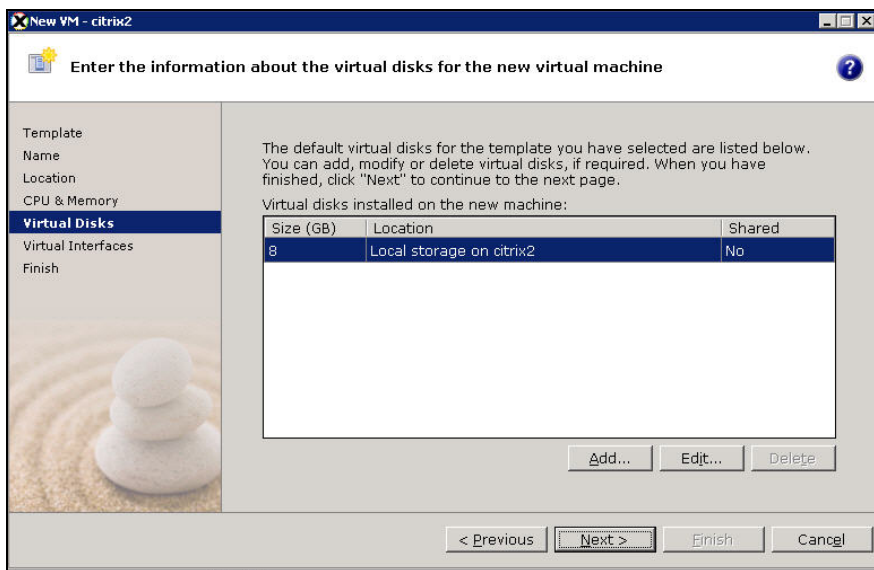 New VM - citrix2
Enter the information about the virtual disks for the new virtual machine
?
Template
Name
Location
CPU & Memory
Virtual Disks
Virtual Interfaces
Finish
The default virtual disks for the template you have selected are listed below.
You can add, modify or delete virtual disks, if required. When you have
finished, click "Next" to continue to the next page.
Virtual disks installed on the new machine:
Size (GB) Location Shared
8 Local storage on citrix2 No
Add... Edit... Delete
< Previous Next > Finish Cancel